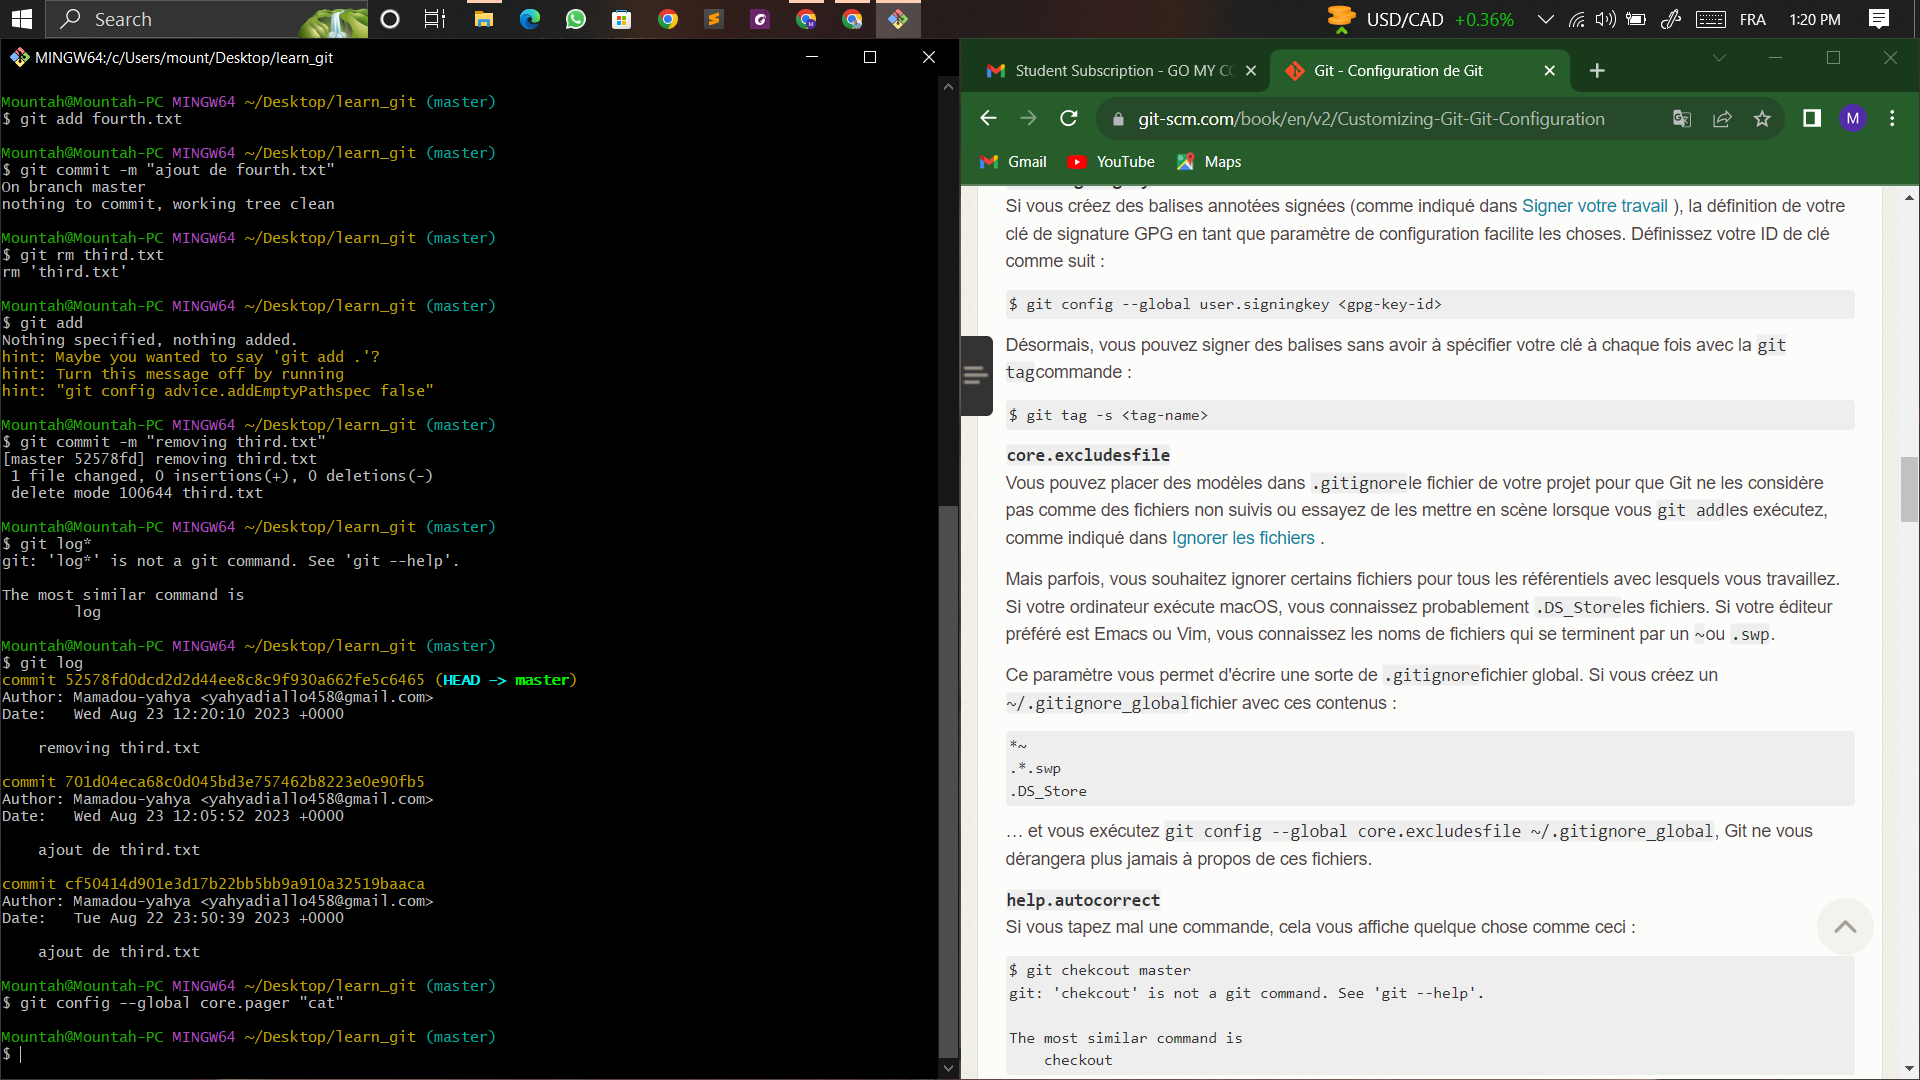 Search
USD/CAD +0.36%
FRA
1:20 PM
MINGW64:/c/Users/mount/Desktop/learn_git
Mountah@Mountah-PC MINGW64 ~/Desktop/learn_git (master)
$ git add fourth.txt
Mountah@Mountah-PC MINGW64 ~/Desktop/learn_git (master)
$ git commit -m "ajout de fourth.txt"
On branch master
nothing to commit, working tree clean
Mountah@Mountah-PC MINGW64 ~/Desktop/learn_git (master)
$ git rm third.txt
rm 'third.txt'
Mountah@Mountah-PC MINGW64 ~/Desktop/learn_git (master)
$ git add
Nothing specified, nothing added.
hint: Maybe you wanted to say 'git add .'?
hint: Turn this message off by running
hint: "git config advice.addEmptyPathspec false"
Mountah@Mountah-PC MINGW64 ~/Desktop/learn_git (master)
$ git commit -m "removing third.txt"
[master 52578fd] removing third.txt
1 file changed, 0 insertions(+), 0 deletions(-)
delete mode 100644 third.txt
Mountah@Mountah-PC MINGW64 ~/Desktop/learn_git (master)
$ git log*
git: 'log*' is not a git command. See 'git --help'.
The most similar command is
log
Mountah@Mountah-PC MINGW64 ~/Desktop/learn_git (master)
$ git log
commit 52578fd0dcd2d2d44ee8c8c9f930a662fe5c6465 (HEAD -> master)
Author: Mamadou-yahya <yahyadiallo458@gmail.com>
Date:   Wed Aug 23 12:20:10 2023 +0000
removing third.txt
commit 701d04eca68c0d045bd3e757462b8223e0e90fb5
Author: Mamadou-yahya <yahyadiallo458@gmail.com>
Date:   Wed Aug 23 12:05:52 2023 +0000
ajout de third.txt
commit cf50414d901e3d17b22bb5bb9a910a32519baaca
Author: Mamadou-yahya <yahyadiallo458@gmail.com>
Date:   Tue Aug 22 23:50:39 2023 +0000
ajout de third.txt
Mountah@Mountah-PC MINGW64 ~/Desktop/learn_git (master)
$ git config --global core.pager "cat"
Mountah@Mountah-PC MINGW64 ~/Desktop/learn_git (master)
$
Student Subscription - GO MY CO
Git - Configuration de Git
git-scm.com/book/en/v2/Customizing-Git-Git-Configuration
M
Gmail
YouTube
Maps
Si vous créez des balises annotées signées (comme indiqué dans Signer votre travail ), la définition de votre
clé de signature GPG en tant que paramètre de configuration facilite les choses. Définissez votre ID de clé
comme suit :
$ git config --global user.signingkey <gpg-key-id>
Désormais, vous pouvez signer des balises sans avoir à spécifier votre clé à chaque fois avec la git
tagcommande :
$ git tag -s <tag-name>
core.excludesfile
Vous pouvez placer des modèles dans .gitignorele fichier de votre projet pour que Git ne les considère
pas comme des fichiers non suivis ou essayez de les mettre en scène lorsque vous git addles exécutez,
comme indiqué dans Ignorer les fichiers .
Mais parfois, vous souhaitez ignorer certains fichiers pour tous les référentiels avec lesquels vous travaillez.
Si votre ordinateur exécute macOS, vous connaissez probablement .DS_Storeles fichiers. Si votre éditeur
préféré est Emacs ou Vim, vous connaissez les noms de fichiers qui se terminent par un ~ou .swp.
Ce paramètre vous permet d'écrire une sorte de .gitignorefichier global. Si vous créez un
~/.gitignore_globalfichier avec ces contenus :
*~
.*.swp
.DS_Store
… et vous exécutez git config --global core.excludesfile ~/.gitignore_global, Git ne vous
dérangera plus jamais à propos de ces fichiers.
help.autocorrect
Si vous tapez mal une commande, cela vous affiche quelque chose comme ceci :
$ git chekcout master
git: 'chekcout' is not a git command. See 'git --help'.
The most similar command is
checkout